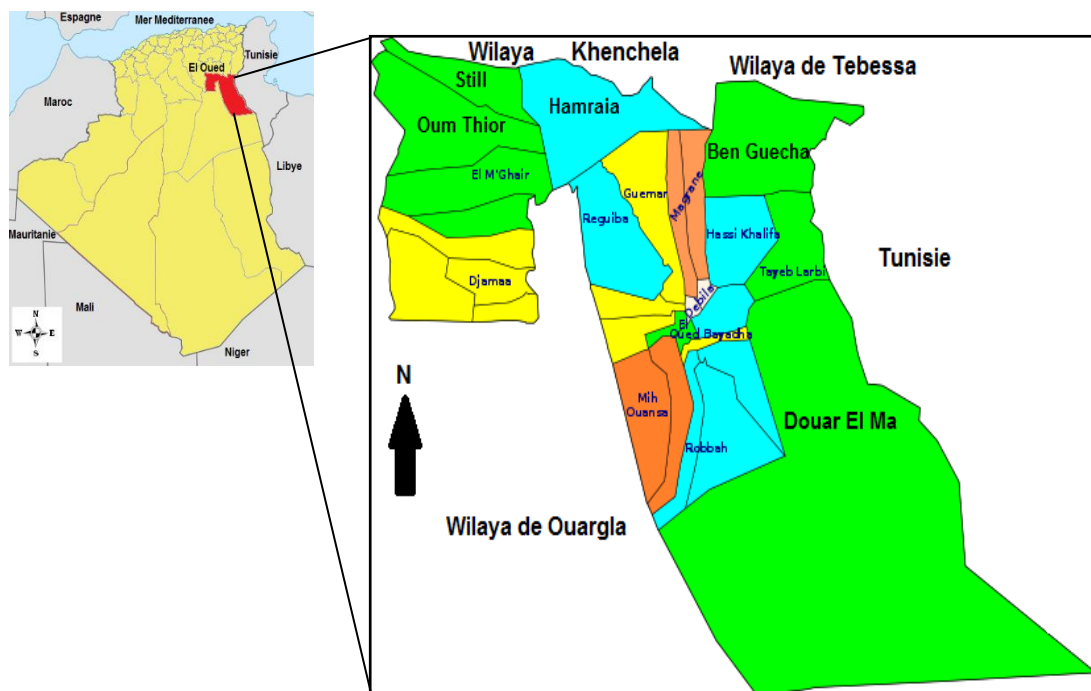 Espagne
Mer Mediterranee
Tunisie
El Oued
Maroc
Libye
Mauritanie
Mali
Niger
N
W
E
S
Wilaya Khenchela
Wilaya de Tebessa
Still
Hamraia
Oum Thior
Ben Guecha
El M'Ghair
Guemar
Magrane
Reguiba
Hassi Khalifa
Tunisie
Tayeb Larbi
Djamaa
Debila
El
Oued
Bayadha
N
Mih
Ouansa
Douar El Ma
Robbah
Wilaya de Ouargla